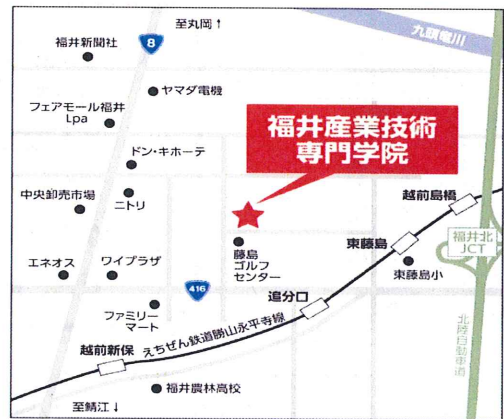 至丸岡↑
8
九頭竜川
福井新聞社
ヤマダ電機
フェアモール福井
Lpa
福井産業技術
専門学院
ドン・キホーテ
ニトリ
中央卸売市場
越前島橋
藤島
ゴルフ
センター
東藤島
福井北
JCT
東藤島小
エネオス
ワイプラザ
416
追分口
ファミリー
マート
えちぜん鉄道勝山永平寺線
北陸自動車道
越前新保
福井農林高校
至鯖江↓